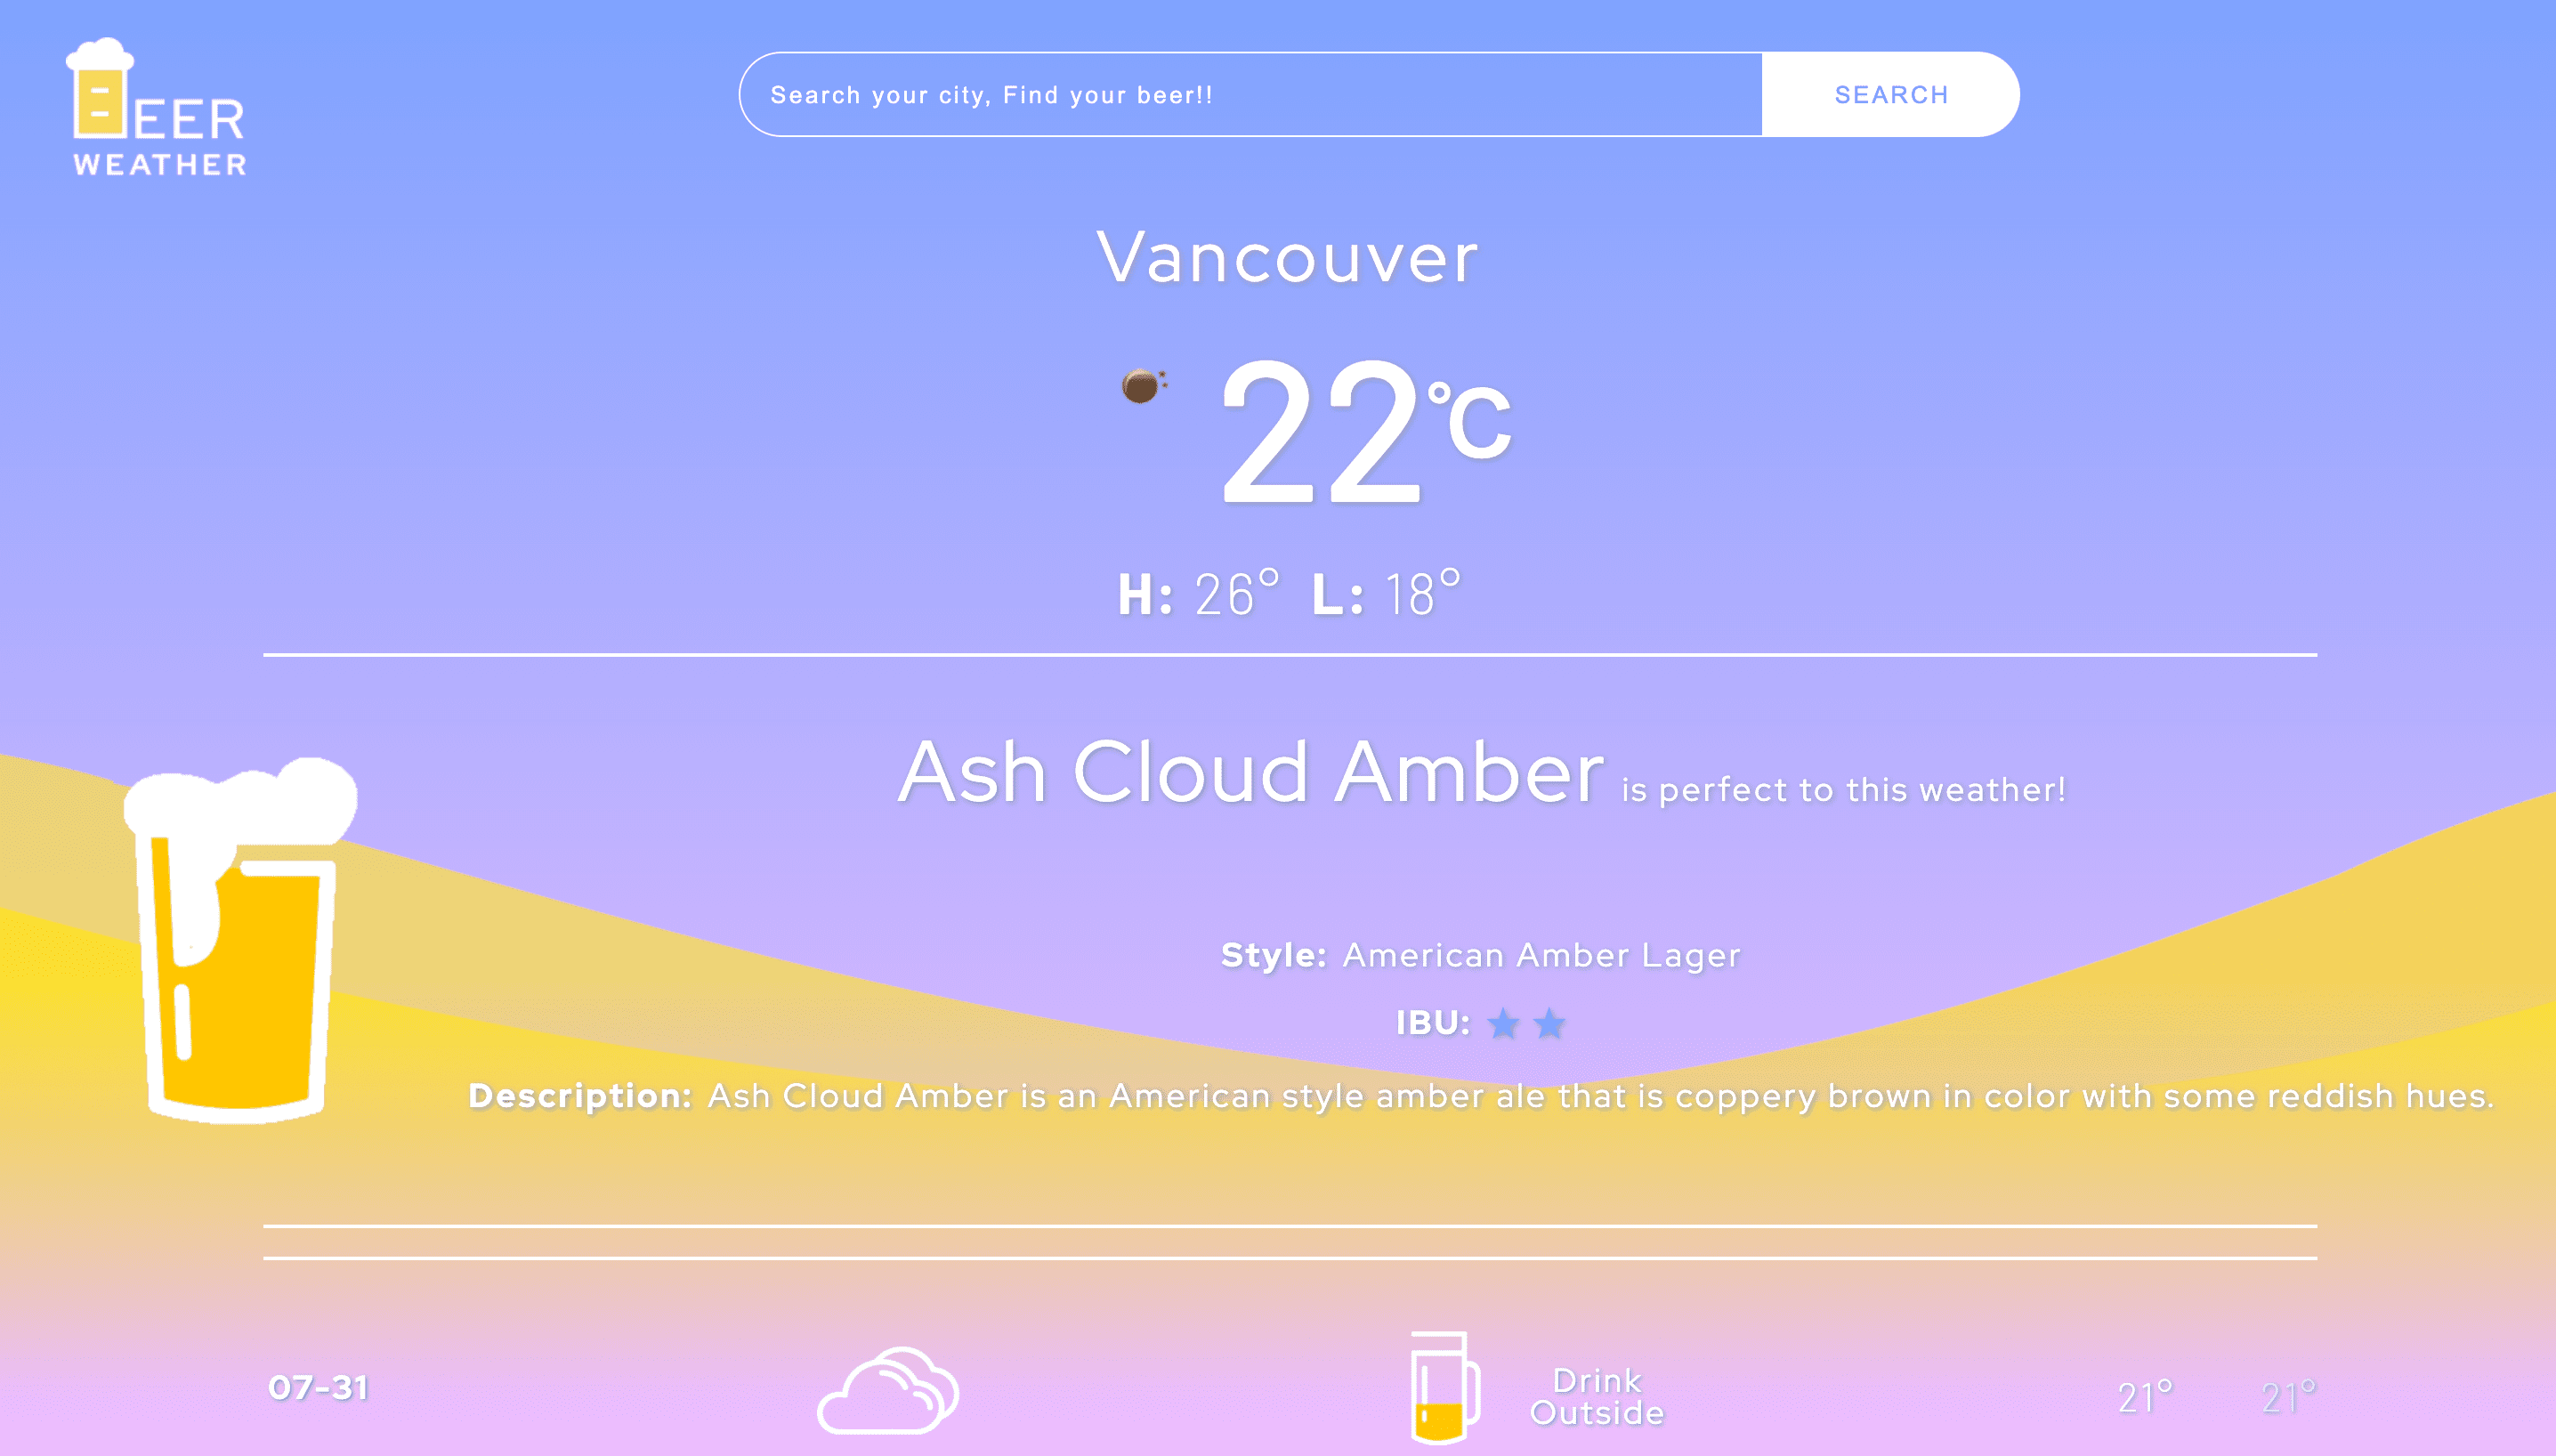 BEER
WEATHER
Search your city, Find your beer!!
SEARCH
Vancouver
22°C
H: 26° L: 18°
Ash Cloud Amber is perfect to this weather!
Style: American Amber Lager
IBU: ★ ★
Description: Ash Cloud Amber is an American style amber ale that is coppery brown in color with some reddish hues.
07-31
Drink
Outside
21° 21°